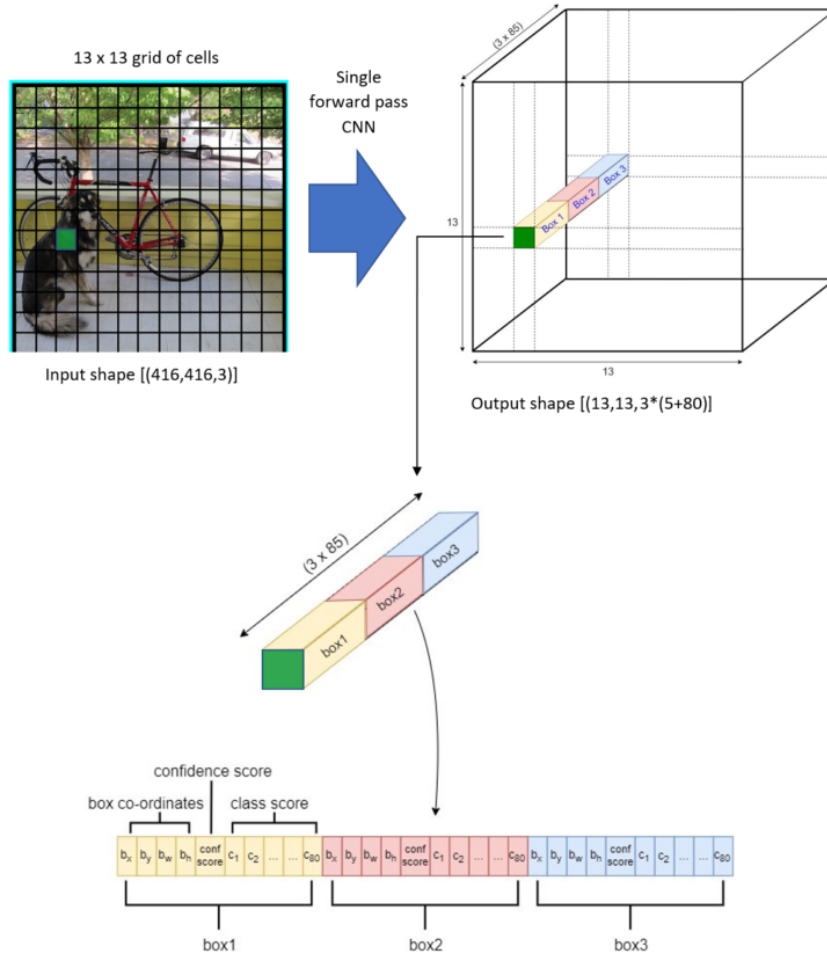 13 x 13 grid of cells
Single
forward pass
CNN
Input shape [(416,416,3)]
(3 x 85)
13
Box 1
Box 2
Box 3
13
Output shape [(13,13,3*(5+80)]
(3 x 85)
box1
box2
box3
confidence score
box co-ordinates
class score
bx by bw bh conf score c1 c2 ... ... c80 bx by bw bh conf score c1 c2 ... ... c80 bx by bw bh conf score c1 c2 ... ... c80
box1
box2
box3